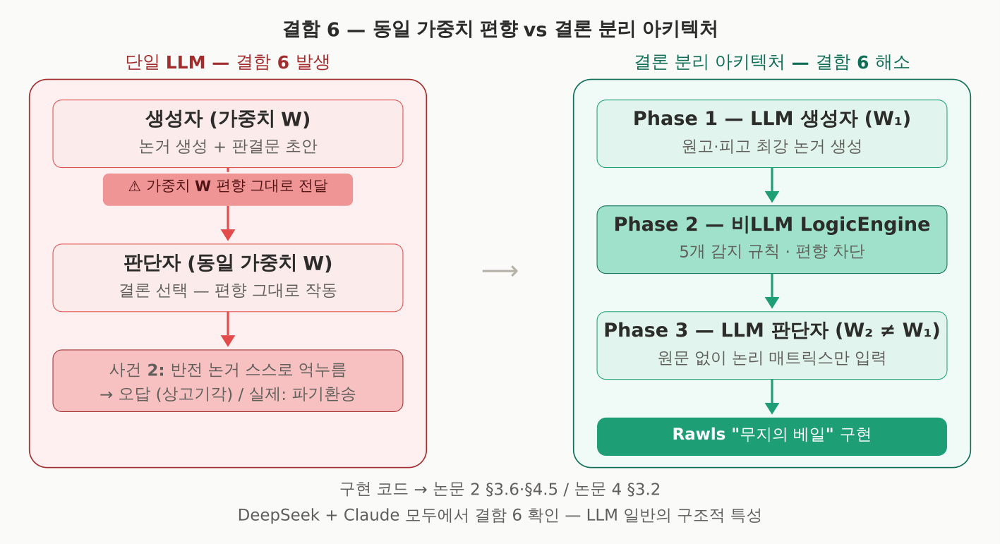 결함 6 — 동일 가중치 편향 vs 결론 분리 아키텍처
단일 LLM — 결함 6 발생
생성자 (가중치 W)
논거 생성 + 판결문 초안
⚠ 가중치 W 편향 그대로 전달
판단자 (동일 가중치 W)
결론 선택 — 편향 그대로 작동
사건 2: 반전 논거 스스로 억누름
→ 오답 (상고기각) / 실제: 파기환송
⟶
결론 분리 아키텍처 — 결함 6 해소
Phase 1 — LLM 생성자 (W₁)
원고·피고 최강 논거 생성
Phase 2 — 비LLM LogicEngine
5개 감지 규칙 · 편향 차단
Phase 3 — LLM 판단자 (W₂ ≠ W₁)
원문 없이 논리 매트릭스만 입력
Rawls "무지의 베일" 구현
구현 코드 → 논문 2 §3.6·§4.5 / 논문 4 §3.2
DeepSeek + Claude 모두에서 결함 6 확인 — LLM 일반의 구조적 특성